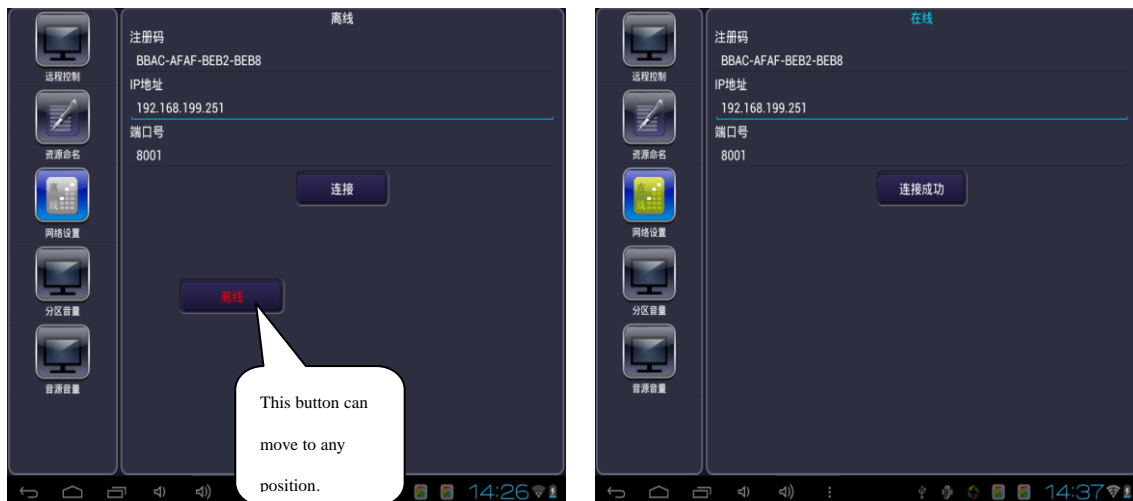 离线
注册码
BBAC-AFAF-BEB2-BEB8
IP地址
192.168.199.251
端口号
8001
连接
离线
远程控制
资源命名
离
线
网络设置
分区音量
音源音量
This button can
move to any
position.
14:26
在线
注册码
BBAC-AFAF-BEB2-BEB8
IP地址
192.168.199.251
端口号
8001
连接成功
远程控制
资源命名
在
线
网络设置
分区音量
音源音量
14:37